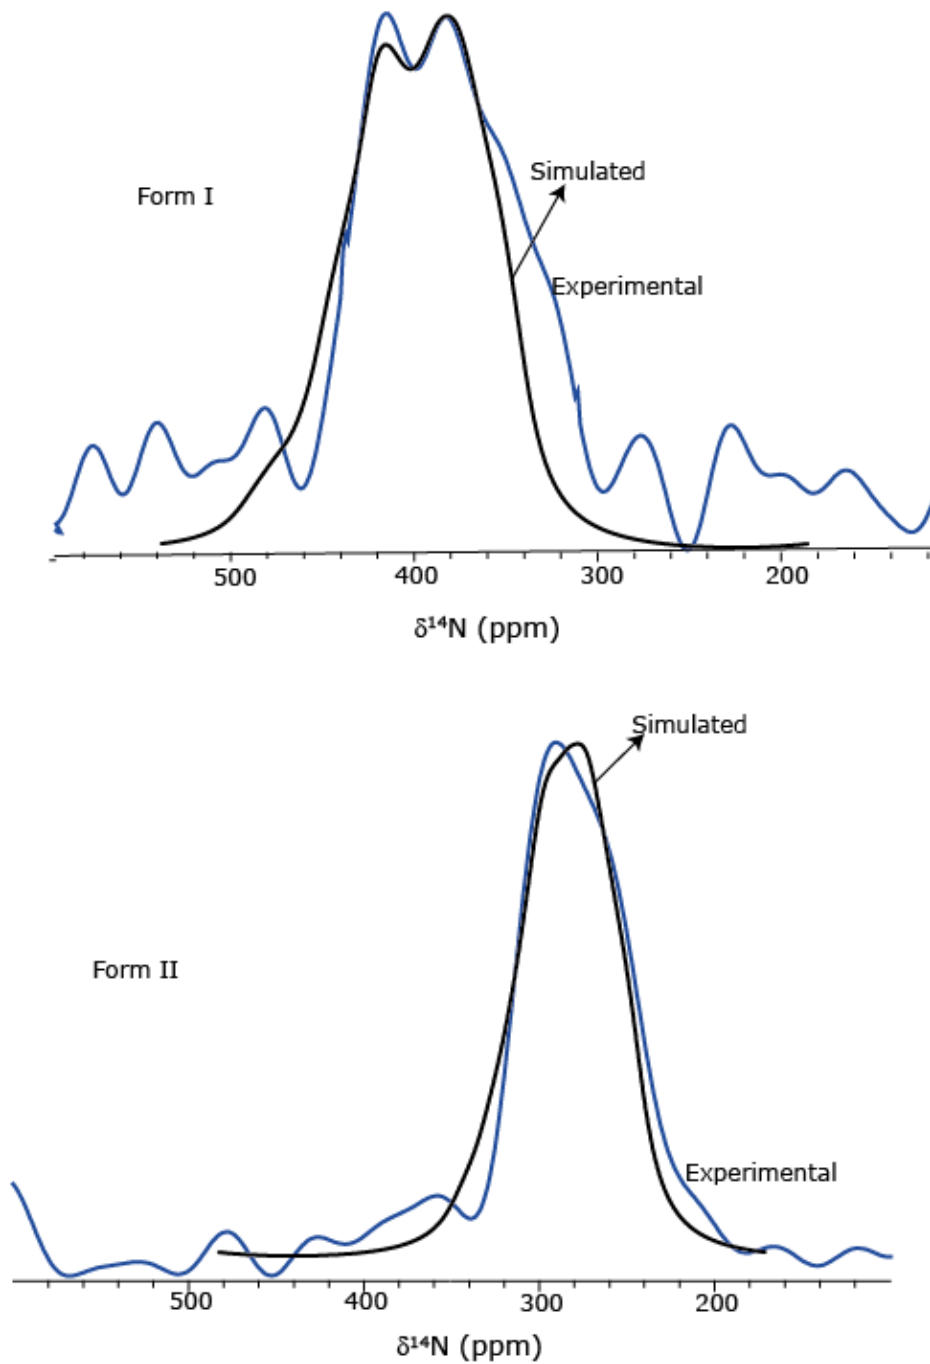 Simulated
Form I
Experimental
500 400 300 200
δ¹⁴N (ppm)
Simulated
Form II
Experimental
500 400 300 200
δ¹⁴N (ppm)